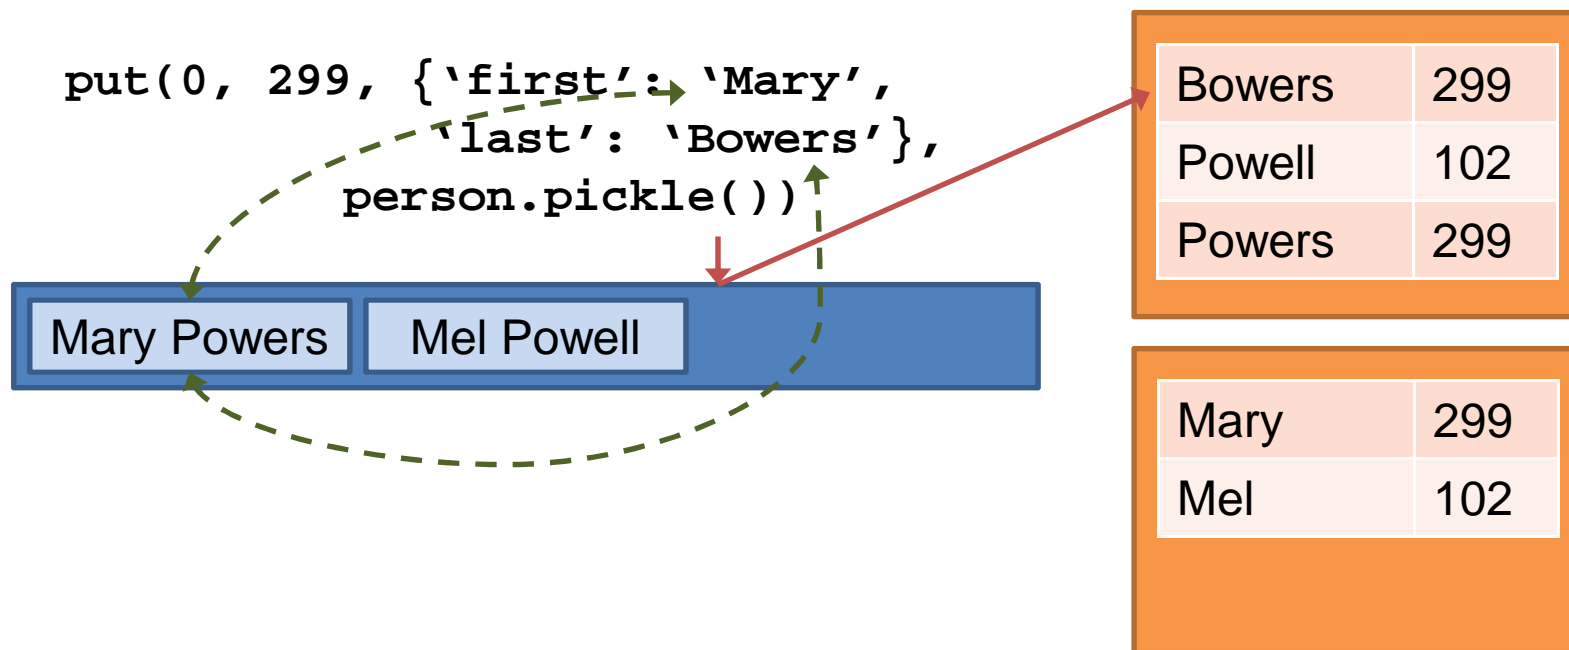 put(0, 299, {‘first’: ‘Mary’,
‘last’: ‘Bowers’},
person.pickle())
Mary Powers Mel Powell
Bowers 299
Powell 102
Powers 299
Mary 299
Mel 102